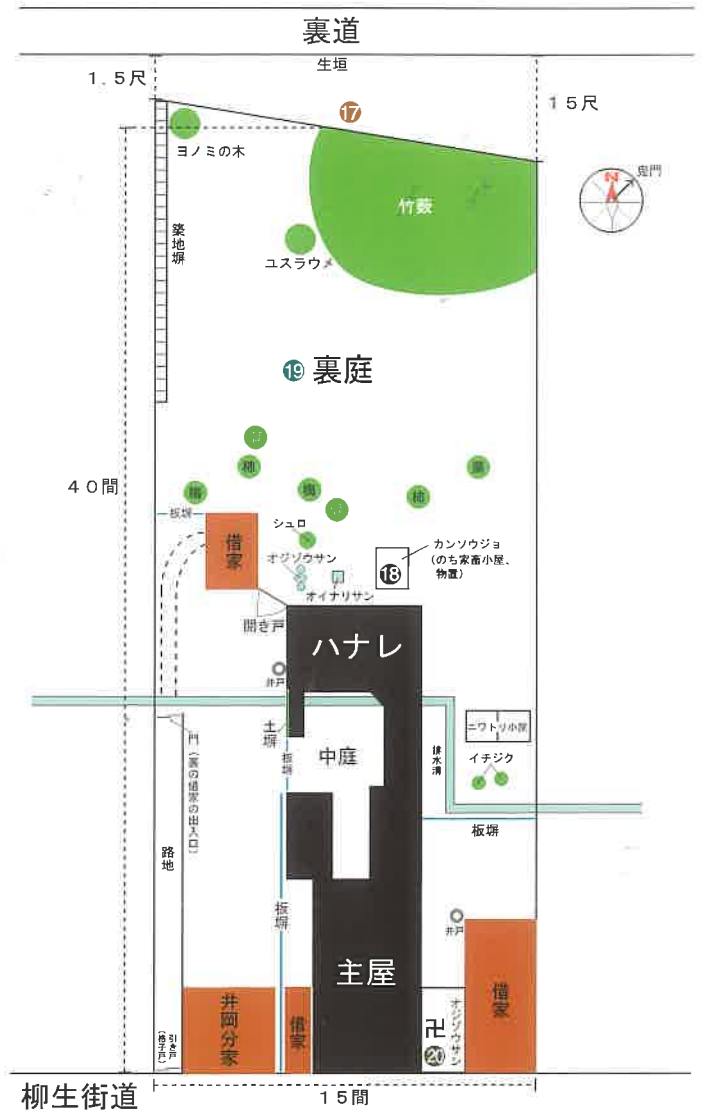 裏道
生垣
1.5尺
15尺
17
ヨノミの木
N
鬼門
竹薮
築地塀
ユスラウメ
19 裏庭
柿
梅
柿
40間
板塀
借家
シュロ
オジゾウサン
オイナリサン
18
カンソウジョ
(のち家畜小屋、
物置)
開き戸
ハナレ
井戸
土塀
板塀
中庭
排水溝
ニワトリ小屋
イチジク
門(裏の借家の出入口)
板塀
路地
板塀
井戸
主屋
引き戸
(格子戸)
井岡分家
借家
卍
20
オジゾウサン
借家
柳生街道
15間